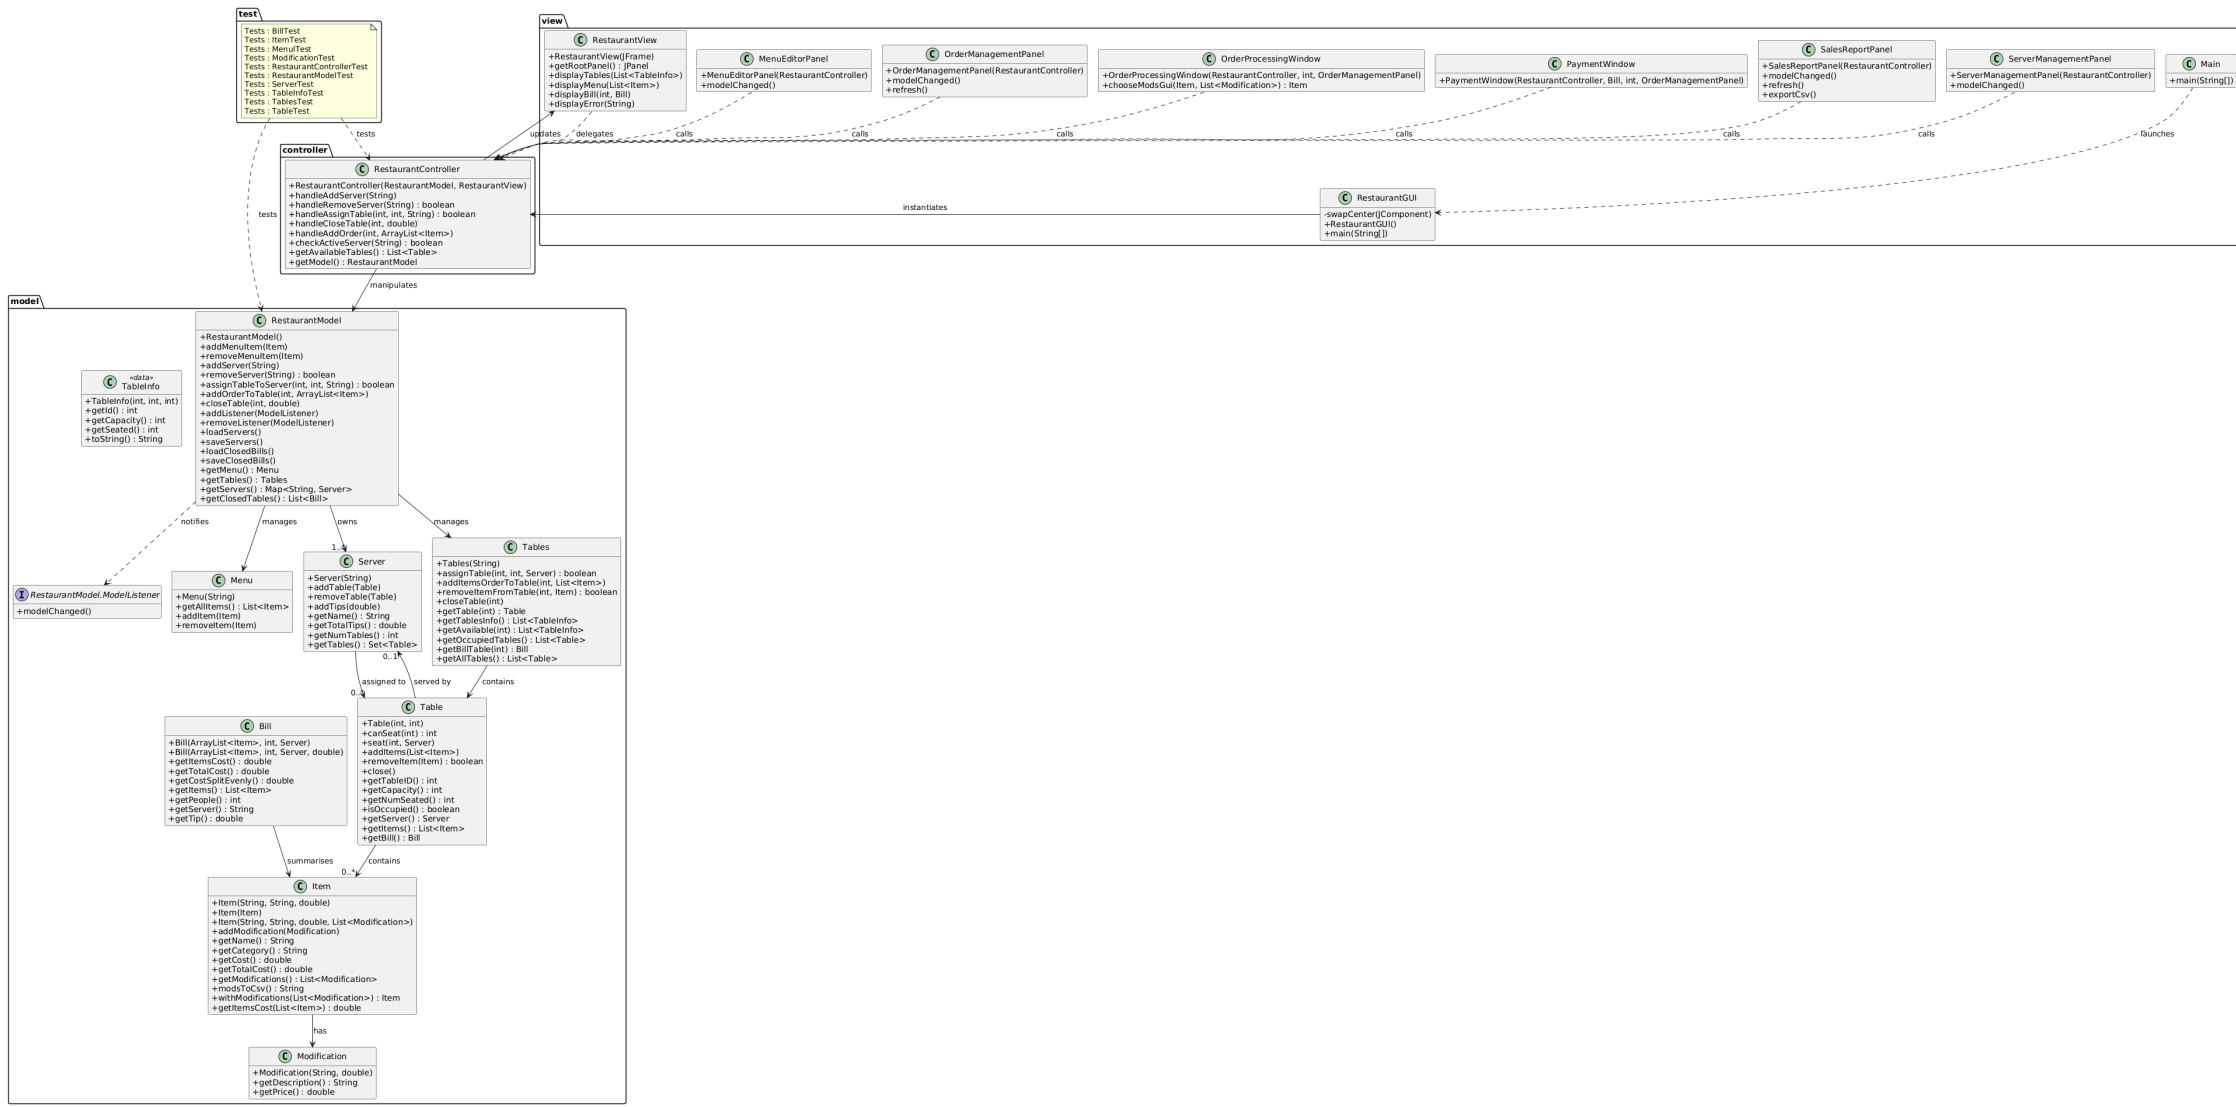 test
Tests : BillTest
Tests : ItemTest
Tests : MenuITest
Tests : ModificationTest
Tests : RestaurantControllerTest
Tests : RestaurantModelTest
Tests : ServerTest
Tests : TableInfoTest
Tests : TablesTest
Tests : TableTest
view
RestaurantView
+RestaurantView(JFrame)
+getRootPanel() : JPanel
+displayTables(List<TableInfo>)
+displayMenu(List<Item>)
+displayBill(int, Bill)
+displayError(String)
MenuEditorPanel
+MenuEditorPanel(RestaurantController)
+modelChanged()
OrderManagementPanel
+OrderManagementPanel(RestaurantController)
+modelChanged()
+refresh()
OrderProcessingWindow
+OrderProcessingWindow(RestaurantController, int, OrderManagementPanel)
+chooseModsGui(Item, List<Modification>) : Item
PaymentWindow
+PaymentWindow(RestaurantController, Bill, int, OrderManagementPanel)
SalesReportPanel
+SalesReportPanel(RestaurantController)
+modelChanged()
+refresh()
+exportCsv()
ServerManagementPanel
+ServerManagementPanel(RestaurantController)
+modelChanged()
Main
+main(String[])
tests
updates
delegates
calls
calls
calls
calls
calls
calls
launches
controller
RestaurantController
+RestaurantController(RestaurantModel, RestaurantView)
+handleAddServer(String)
+handleRemoveServer(String) : boolean
+handleAssignTable(int, int, String) : boolean
+handleCloseTable(int, double)
+handleAddOrder(int, ArrayList<Item>)
+checkActiveServer(String) : boolean
+getAvailableTables() : List<Table>
+getModel() : RestaurantModel
tests
instantiates
RestaurantGUI
-swapCenter(JComponent)
+RestaurantGUI()
+main(String[])
manipulates
model
RestaurantModel
+RestaurantModel()
+addMenuItem(Item)
+removeMenuItem(Item)
+addServer(String)
+removeServer(String) : boolean
+assignTableToServer(int, int, String) : boolean
+addOrderToTable(int, ArrayList<Item>)
+closeTable(int, double)
+addListener(ModelListener)
+removeListener(ModelListener)
+loadServers()
+saveServers()
+loadClosedBills()
+saveClosedBills()
+getMenu() : Menu
+getTables() : Tables
+getServers() : Map<String, Server>
+getClosedTables() : List<Bill>
«data»
TableInfo
+TableInfo(int, int, int)
+getId() : int
+getCapacity() : int
+getSeated() : int
+toString() : String
notifies
manages
owns
manages
RestaurantModel.ModelListener
+modelChanged()
Menu
+Menu(String)
+getAllItems() : List<Item>
+addItem(Item)
+removeItem(Item)
Server
+Server(String)
+addTable(Table)
+removeTable(Table)
+addTips(double)
+getName() : String
+getTotalTips() : double
+getNumTables() : int
+getTables() : Set<Table>
Tables
+Tables(String)
+assignTable(int, int, Server) : boolean
+addItemsOrderToTable(int, List<Item>)
+removeItemFromTable(int, Item) : boolean
+closeTable(int)
+getTable(int) : Table
+getTablesInfo() : List<TableInfo>
+getAvailable(int) : List<TableInfo>
+getOccupiedTables() : List<Table>
+getBillTable(int) : Bill
+getAllTables() : List<Table>
0..1
assigned to
served by
contains
Bill
+Bill(ArrayList<Item>, int, Server)
+Bill(ArrayList<Item>, int, Server, double)
+getItemsCost() : double
+getTotalCost() : double
+getCostSplitEvenly() : double
+getItems() : List<Item>
+getPeople() : int
+getServer() : String
+getTip() : double
Table
+Table(int, int)
+canSeat(int) : int
+seat(int, Server)
+addItems(List<Item>)
+removeItem(Item) : boolean
+close()
+getTableID() : int
+getCapacity() : int
+getNumSeated() : int
+isOccupied() : boolean
+getServer() : Server
+getItems() : List<Item>
+getBill() : Bill
summarises
contains
0..*
Item
+Item(String, String, double)
+Item(Item)
+Item(String, String, double, List<Modification>)
+addModification(Modification)
+getName() : String
+getCategory() : String
+getCost() : double
+getTotalCost() : double
+getModifications() : List<Modification>
+modsToCsv() : String
+withModifications(List<Modification>) : Item
+getItemsCost(List<Item>) : double
has
Modification
+Modification(String, double)
+getDescription() : String
+getPrice() : double